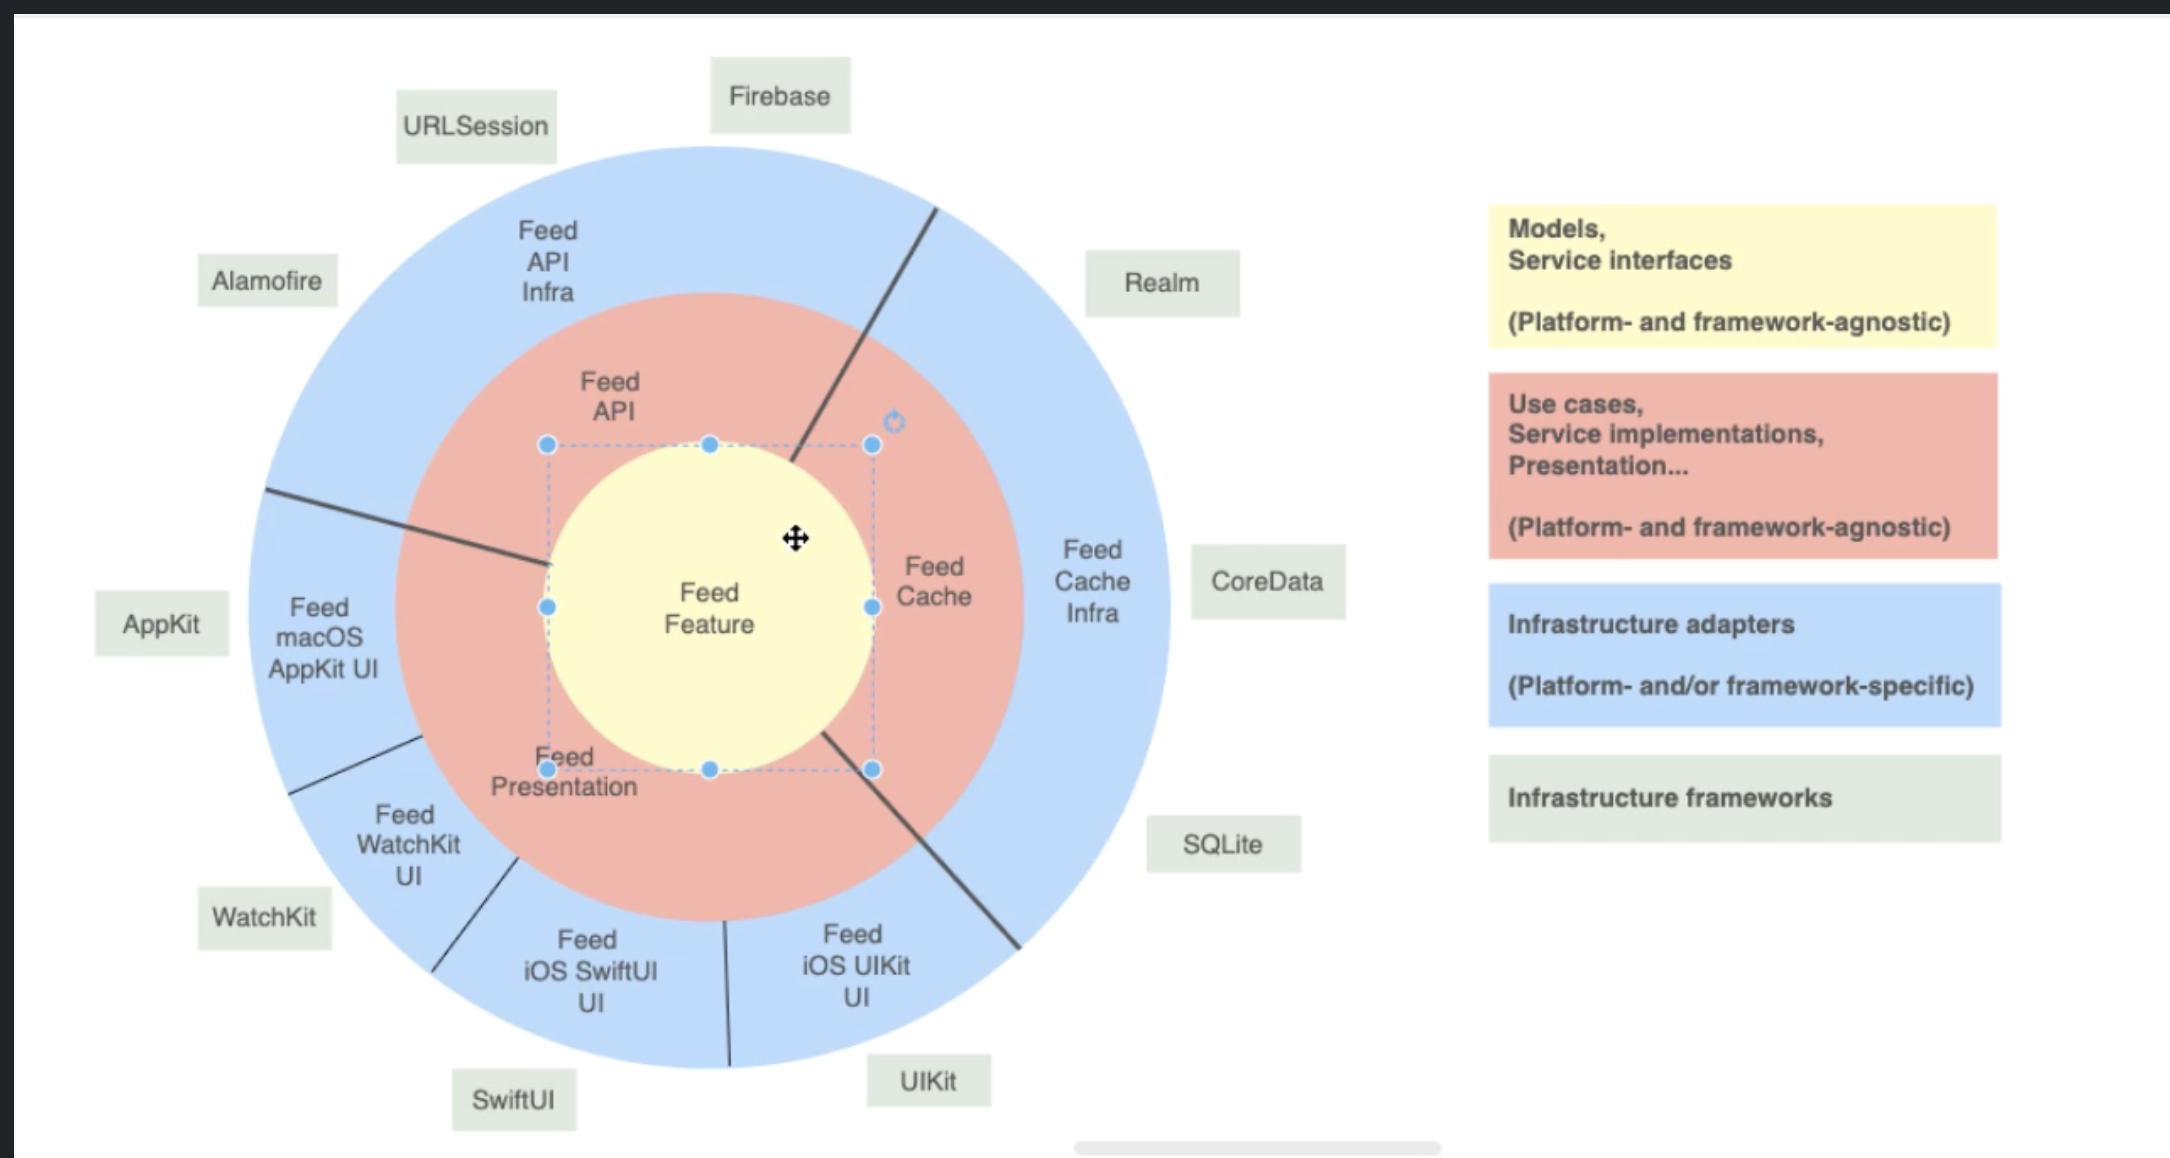 Firebase
URLSession
Feed
API
Infra
Alamofire
Realm
Feed
API
Feed
Cache
Feed
Cache
Infra
CoreData
Feed
Feature
AppKit
Feed
macOS
AppKit UI
Feed
Presentation
Feed
WatchKit
UI
SQLite
WatchKit
Feed
iOS SwiftUI
UI
Feed
iOS UIKit
UI
SwiftUI
UIKit
Models,
Service interfaces
(Platform- and framework-agnostic)
Use cases,
Service implementations,
Presentation...
(Platform- and framework-agnostic)
Infrastructure adapters
(Platform- and/or framework-specific)
Infrastructure frameworks